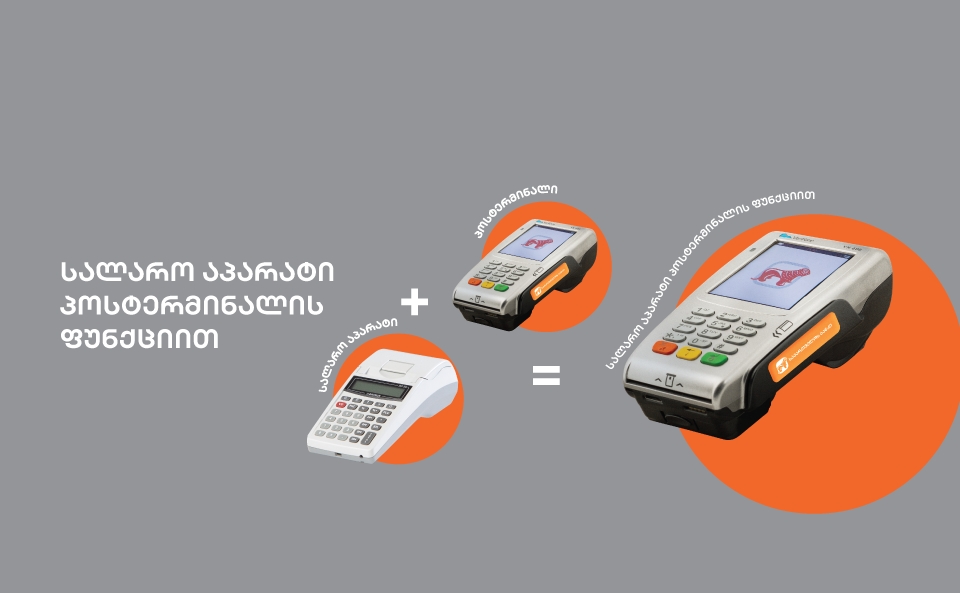 სალარო აპარატი
პოსტერმინალის
ფუნქციით
სალარო აპარატი
+
პოსტერმინალი
=
სალარო აპარატი პოსტერმინალის ფუნქციით